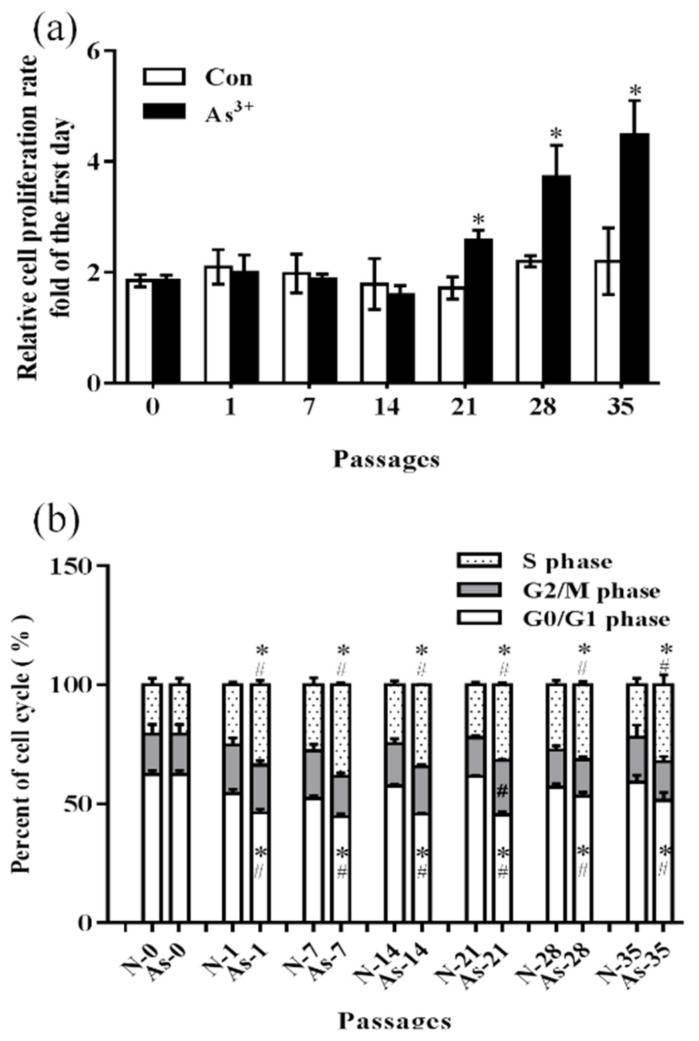 (a)
Relative cell proliferation rate
fold of the first day
6
4
2
0
Con
As3+
*
*
*
0 1 7 14 21 28 35
Passages
(b)
Percent of cell cycle ( % )
150
100
50
0
S phase
G2/M phase
G0/G1 phase
* * * * * *
# # # # # #
#
* * * * * *
# # # # # #
N-0 As-0 N-1 As-1 N-7 As-7 N-14 As-14 N-21 As-21 N-28 As-28 N-35 As-35
Passages